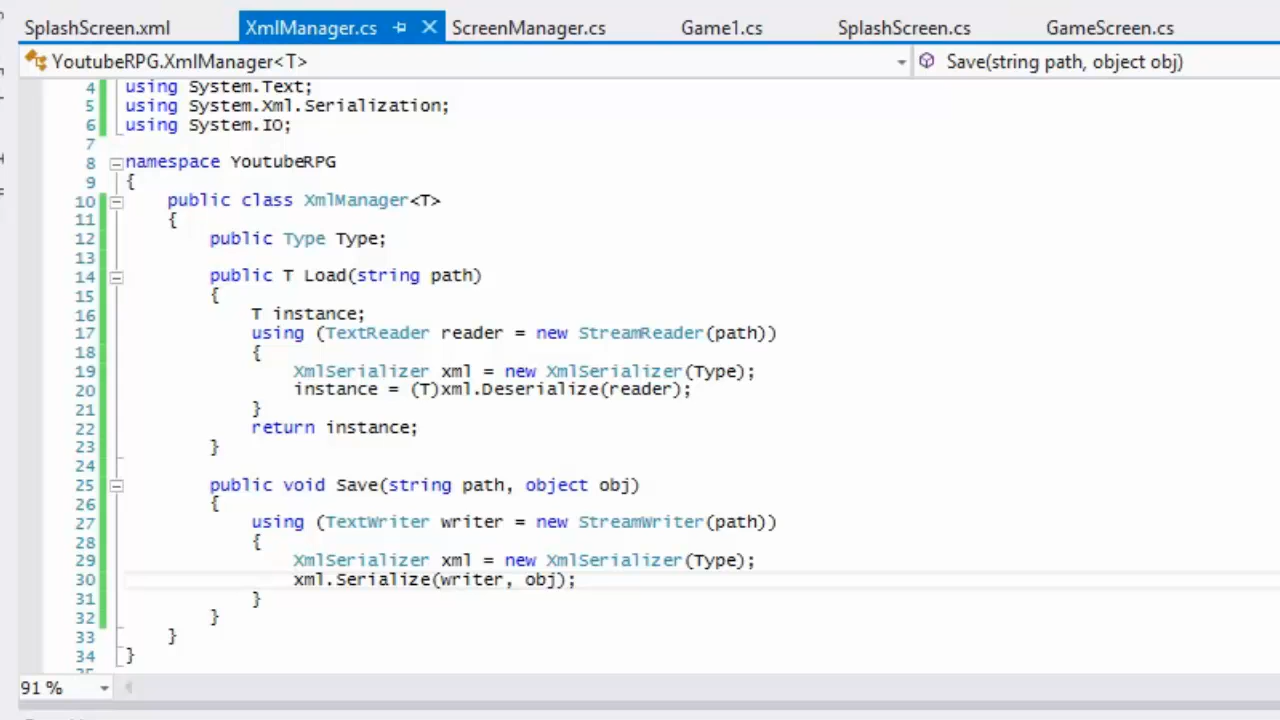 SplashScreen.xml XmlManager.cs ScreenManager.cs Game1.cs SplashScreen.cs GameScreen.cs
YoutubeRPG.XmlManager<T> Save(string path, object obj)
4 using System.Text;
5 using System.Xml.Serialization;
6 using System.IO;
7
8 namespace YoutubeRPG
9 {
10 public class XmlManager<T>
11 {
12 public Type Type;
13
14 public T Load(string path)
15 {
16 T instance;
17 using (TextReader reader = new StreamReader(path))
18 {
19 XmlSerializer xml = new XmlSerializer(Type);
20 instance = (T)xml.Deserialize(reader);
21 }
22 return instance;
23 }
24
25 public void Save(string path, object obj)
26 {
27 using (TextWriter writer = new StreamWriter(path))
28 {
29 XmlSerializer xml = new XmlSerializer(Type);
30 xml.Serialize(writer, obj);
31 }
32 }
33 }
34 }
91 %